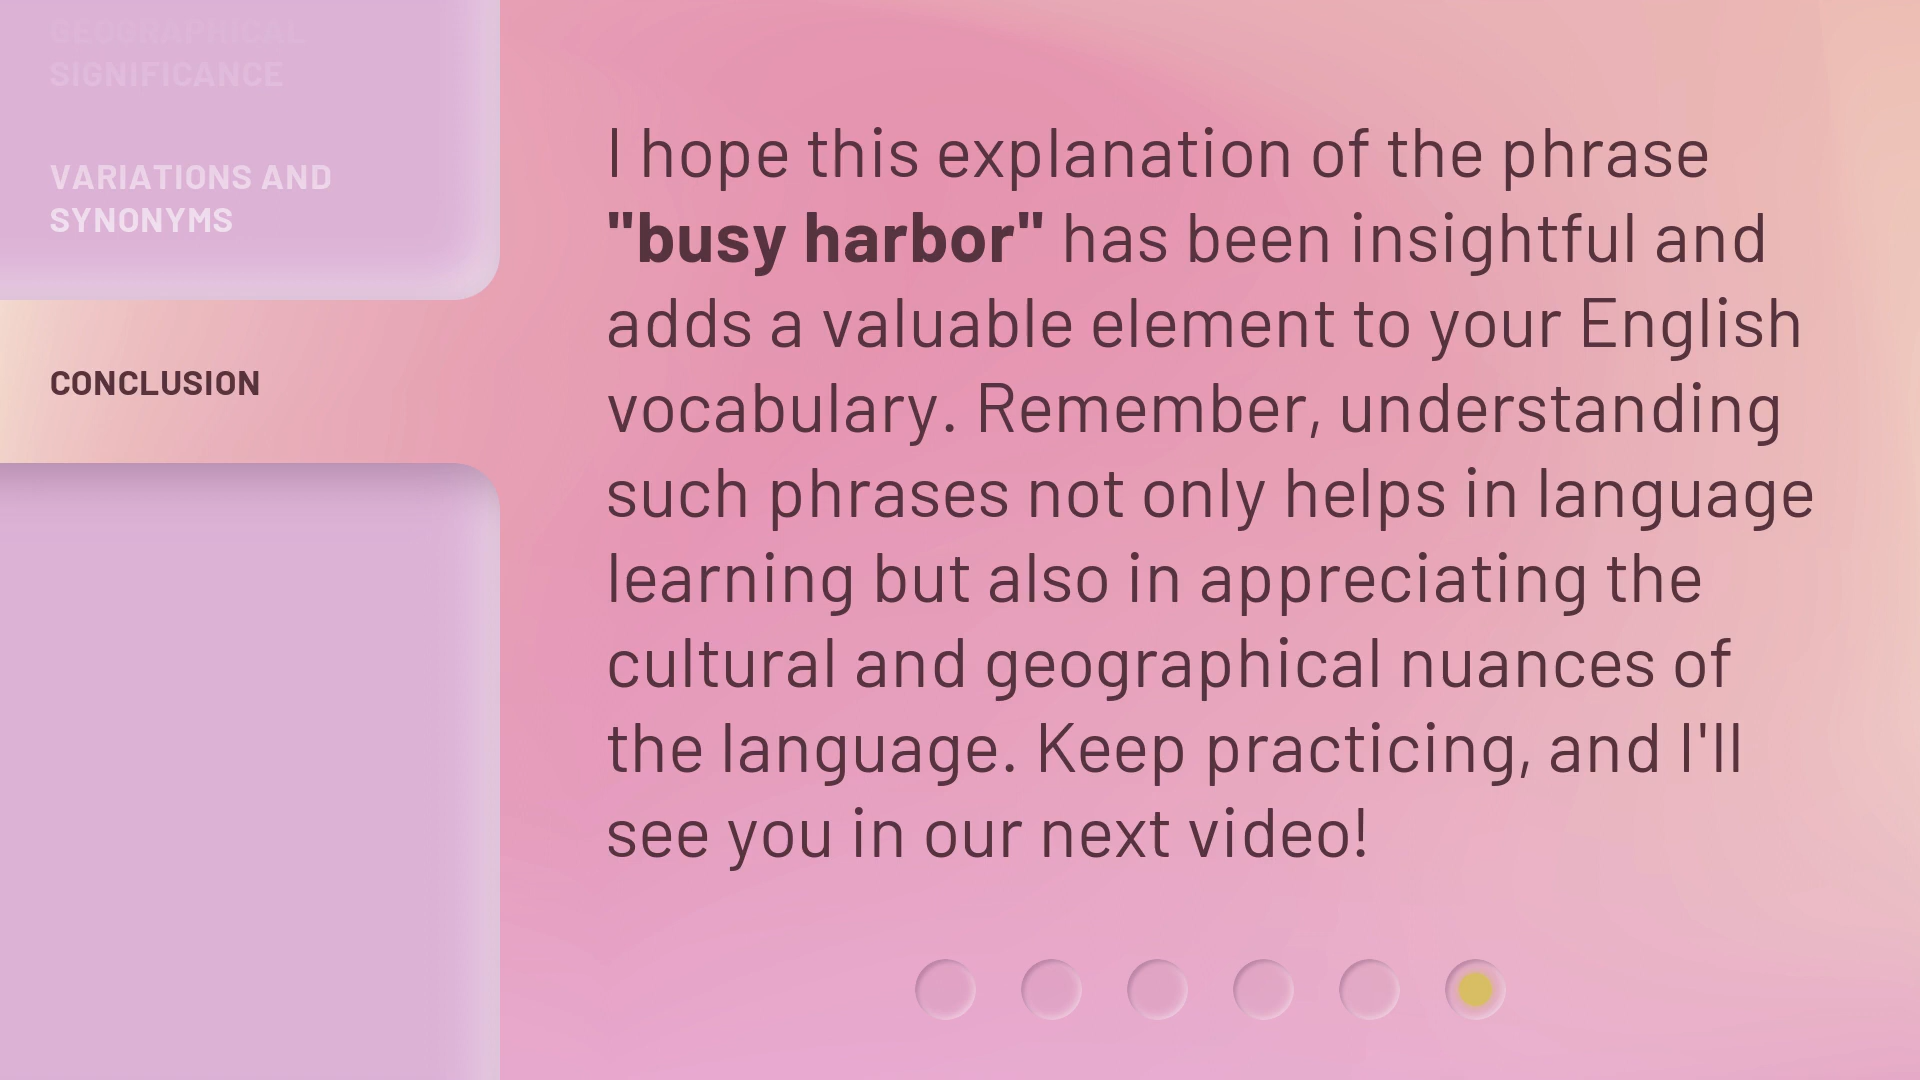 GEOGRAPHICAL
SIGNIFICANCE
VARIATIONS AND
SYNONYMS
CONCLUSION
I hope this explanation of the phrase
"busy harbor" has been insightful and
adds a valuable element to your English
vocabulary. Remember, understanding
such phrases not only helps in language
learning but also in appreciating the
cultural and geographical nuances of
the language. Keep practicing, and I'll
see you in our next video!